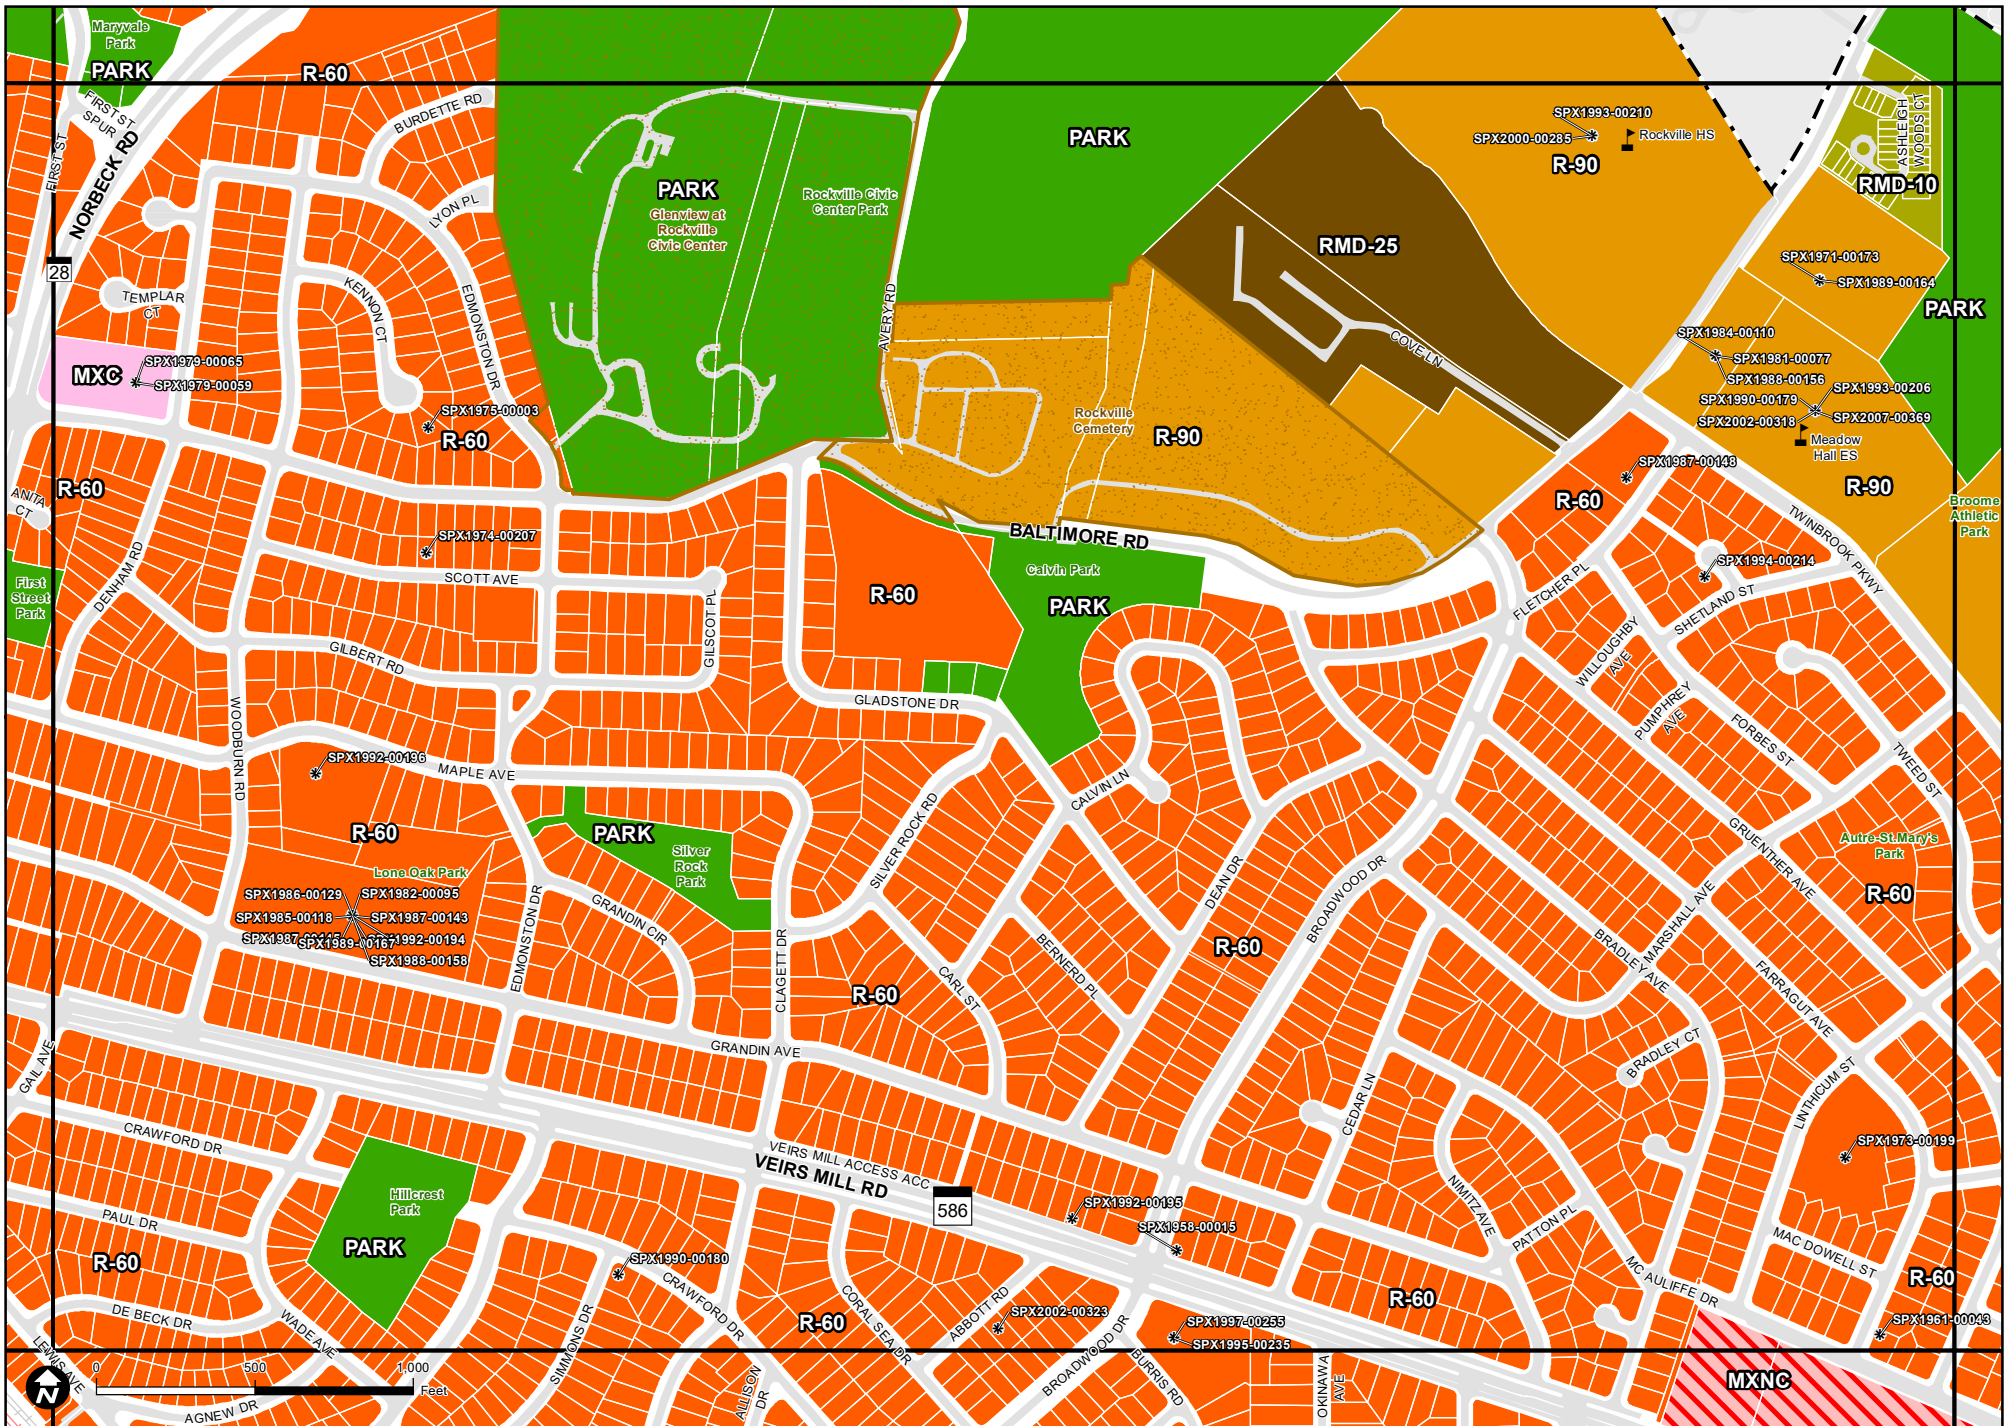 Maryvale
Park
PARK
R-60
FIRST ST
SPUR
FIRST ST
NORBECK RD
28
BURDETTE RD
LYON PL
KENNON CT
EDMONSTON DR
TEMPLAR
CT
MXC
SPX1979-00065
SPX1979-00059
SPX1975-00003
R-60
PARK
Glenview at
Rockville
Civic Center
Rockville Civic
Center Park
AVERY RD
PARK
RMD-25
COVE LN
SPX1993-00210
SPX2000-00285
Rockville HS
R-90
ASHLEIGH
WOODS CT
RMD-10
SPX1971-00173
SPX1989-00164
PARK
SPX1984-00110
SPX1981-00077
SPX1988-00156
SPX1993-00206
SPX1990-00179
SPX2007-00369
SPX2002-00318
Meadow
Hall ES
R-90
Broome
Athletic
Park
Rockville
Cemetery
R-90
SPX1987-00148
R-60
TWINBROOK PKWY
R-60
ANITA
CT
First
Street
Park
DENHAM RD
SPX1974-00207
SCOTT AVE
GILSCOT PL
GILBERT RD
WOODBURN RD
BALTIMORE RD
Calvin Park
PARK
R-60
GLADSTONE DR
SPX1994-00214
FLETCHER PL
SHETLAND ST
WILLOUGHBY
AVE
PUMPHREY
AVE
FORBES ST
TWEED ST
SPX1992-00196
MAPLE AVE
R-60
Lone Oak Park
PARK
Silver
Rock
Park
SILVER ROCK RD
CALVIN LN
DEAN DR
BROADWOOD DR
GRUENTHER AVE
Autre-St.Mary's
Park
R-60
SPX1986-00129
SPX1982-00095
SPX1985-00118
SPX1987-00143
SPX1992-00194
SPX1989-00167
SPX1988-00158
EDMONSTON DR
GRANDIN CIR
CLAGETT DR
R-60
CARL ST
BERNERD PL
R-60
BRADLEY AVE
MARSHALL AVE
FARRAGUT AVE
BRADLEY CT
LINTHICUM ST
GRANDIN AVE
CEDAR LN
GAIL AVE
CRAWFORD DR
VEIRS MILL ACCESS ACC
VEIRS MILL RD
586
SPX1973-00199
NIMITZ AVE
PATTON PL
MAC DOWELL ST
MC AULIFFE DR
PAUL DR
Hillcrest
Park
PARK
R-60
SPX1992-00195
SPX1958-00015
SPX1990-00180
CRAWFORD DR
R-60
CORAL SEA DR
ABBOTT RD
SPX2002-00323
BROADWOOD DR
SPX1997-00255
SPX1995-00235
R-60
R-60
SPX1961-00043
DE BECK DR
WADE AVE
LEWIS AVE
SIMMONS DR
ALLISON
DR
BURRIS RD
OKINAWA
AVE
MXNC
AGNEW DR
N
0 500 1,000
Feet